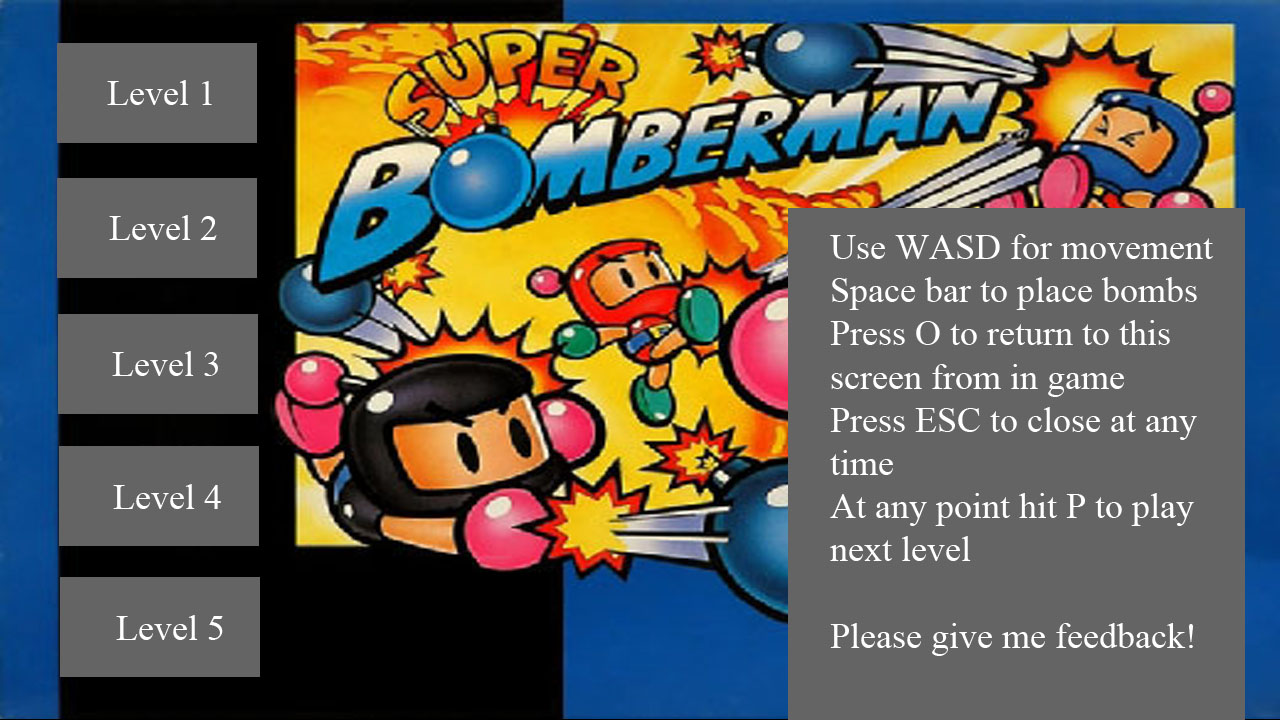 Level 1
Level 2
Level 3
Level 4
Level 5
SUPER
BOMBERMAN
TM
Use WASD for movement
Space bar to place bombs
Press O to return to this
screen from in game
Press ESC to close at any
time
At any point hit P to play
next level
Please give me feedback!